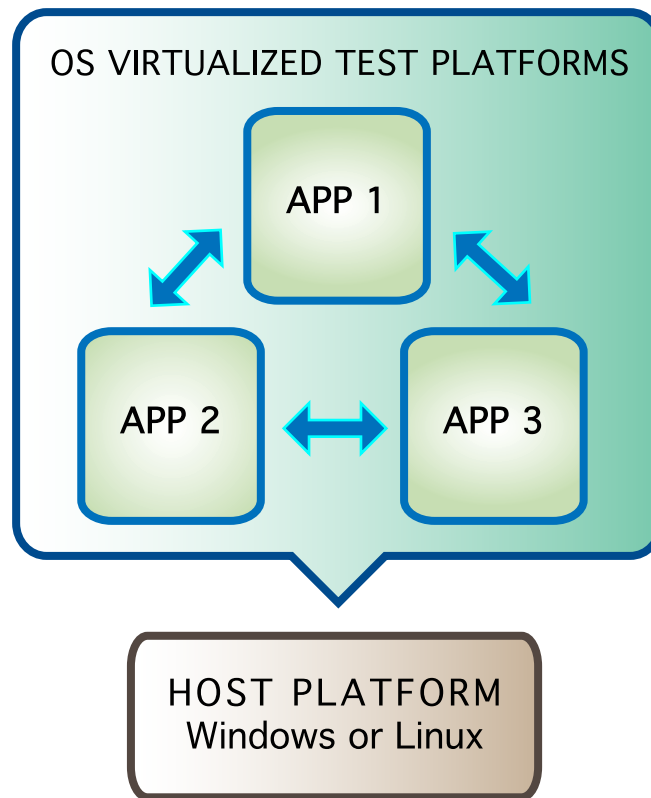 OS VIRTUALIZED TEST PLATFORMS
APP 1
APP 2
APP 3
HOST PLATFORM
Windows or Linux